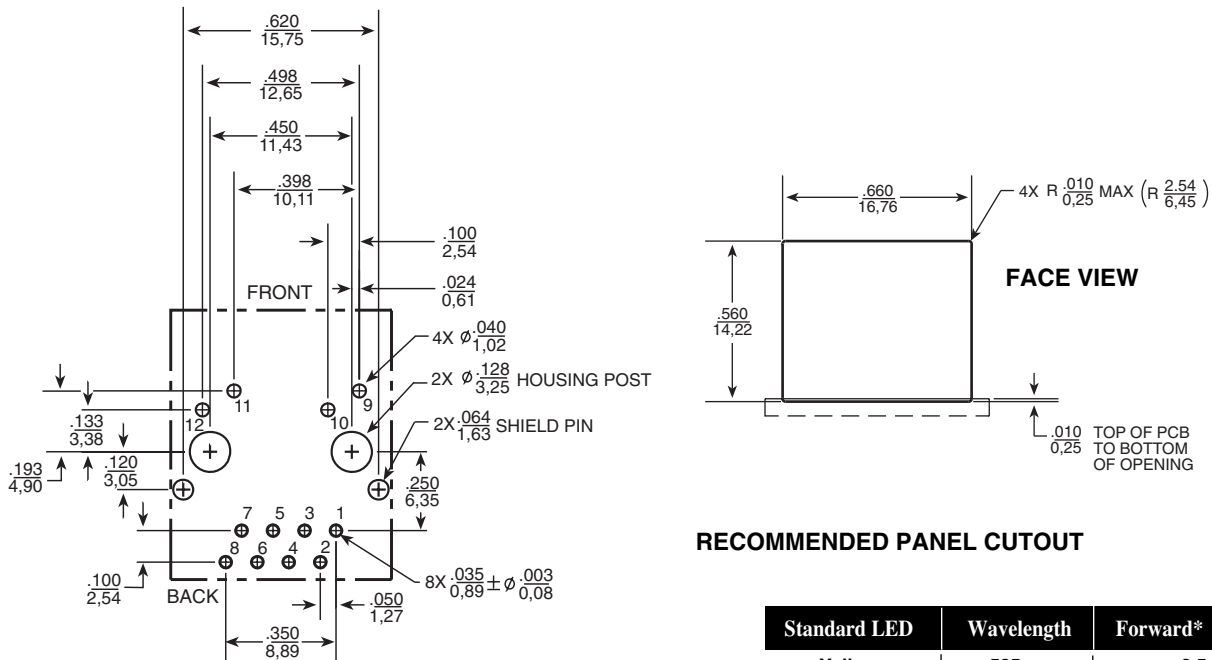 .620
15,75
.498
12,65
.450
11,43
.398
10,11
.100
2,54
.024
0,61
FRONT
4X ø .040
1,02
2X ø .128
3,25 HOUSING POST
2X .064
1,63 SHIELD PIN
11
9
12
10
.133
3,38
.193
4,90
.120
3,05
.250
6,35
7 5 3 1
8 6 4 2
.100
2,54
BACK
8X .035
0,89 ± ø .003
0,08
.050
1,27
.350
8,89
.660
16,76
4X R .010
0,25 MAX (R 2.54
6,45 )
FACE VIEW
.560
14,22
.010
0,25
TOP OF PCB
TO BOTTOM
OF OPENING
RECOMMENDED PANEL CUTOUT
Standard LED Wavelength Forward*